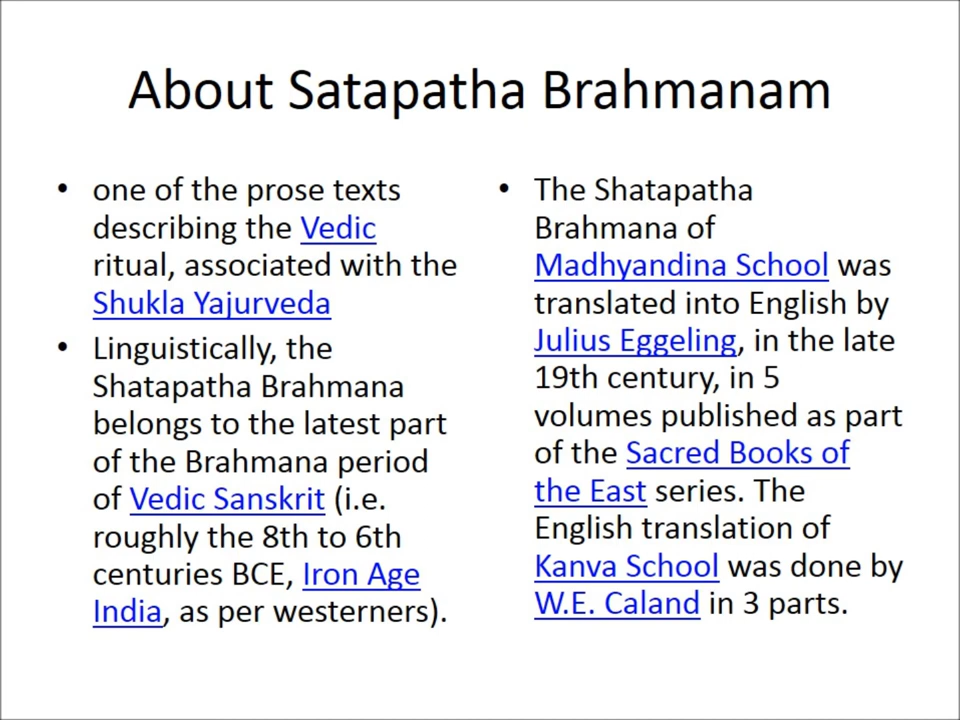 About Satapatha Brahmanam
• one of the prose texts
describing the Vedic
ritual, associated with the
Shukla Yajurveda
• Linguistically, the
Shatapatha Brahmana
belongs to the latest part
of the Brahmana period
of Vedic Sanskrit (i.e.
roughly the 8th to 6th
centuries BCE, Iron Age
India, as per westerners).
• The Shatapatha
Brahmana of
Madhyandina School was
translated into English by
Julius Eggeling, in the late
19th century, in 5
volumes published as part
of the Sacred Books of
the East series. The
English translation of
Kanva School was done by
W.E. Caland in 3 parts.